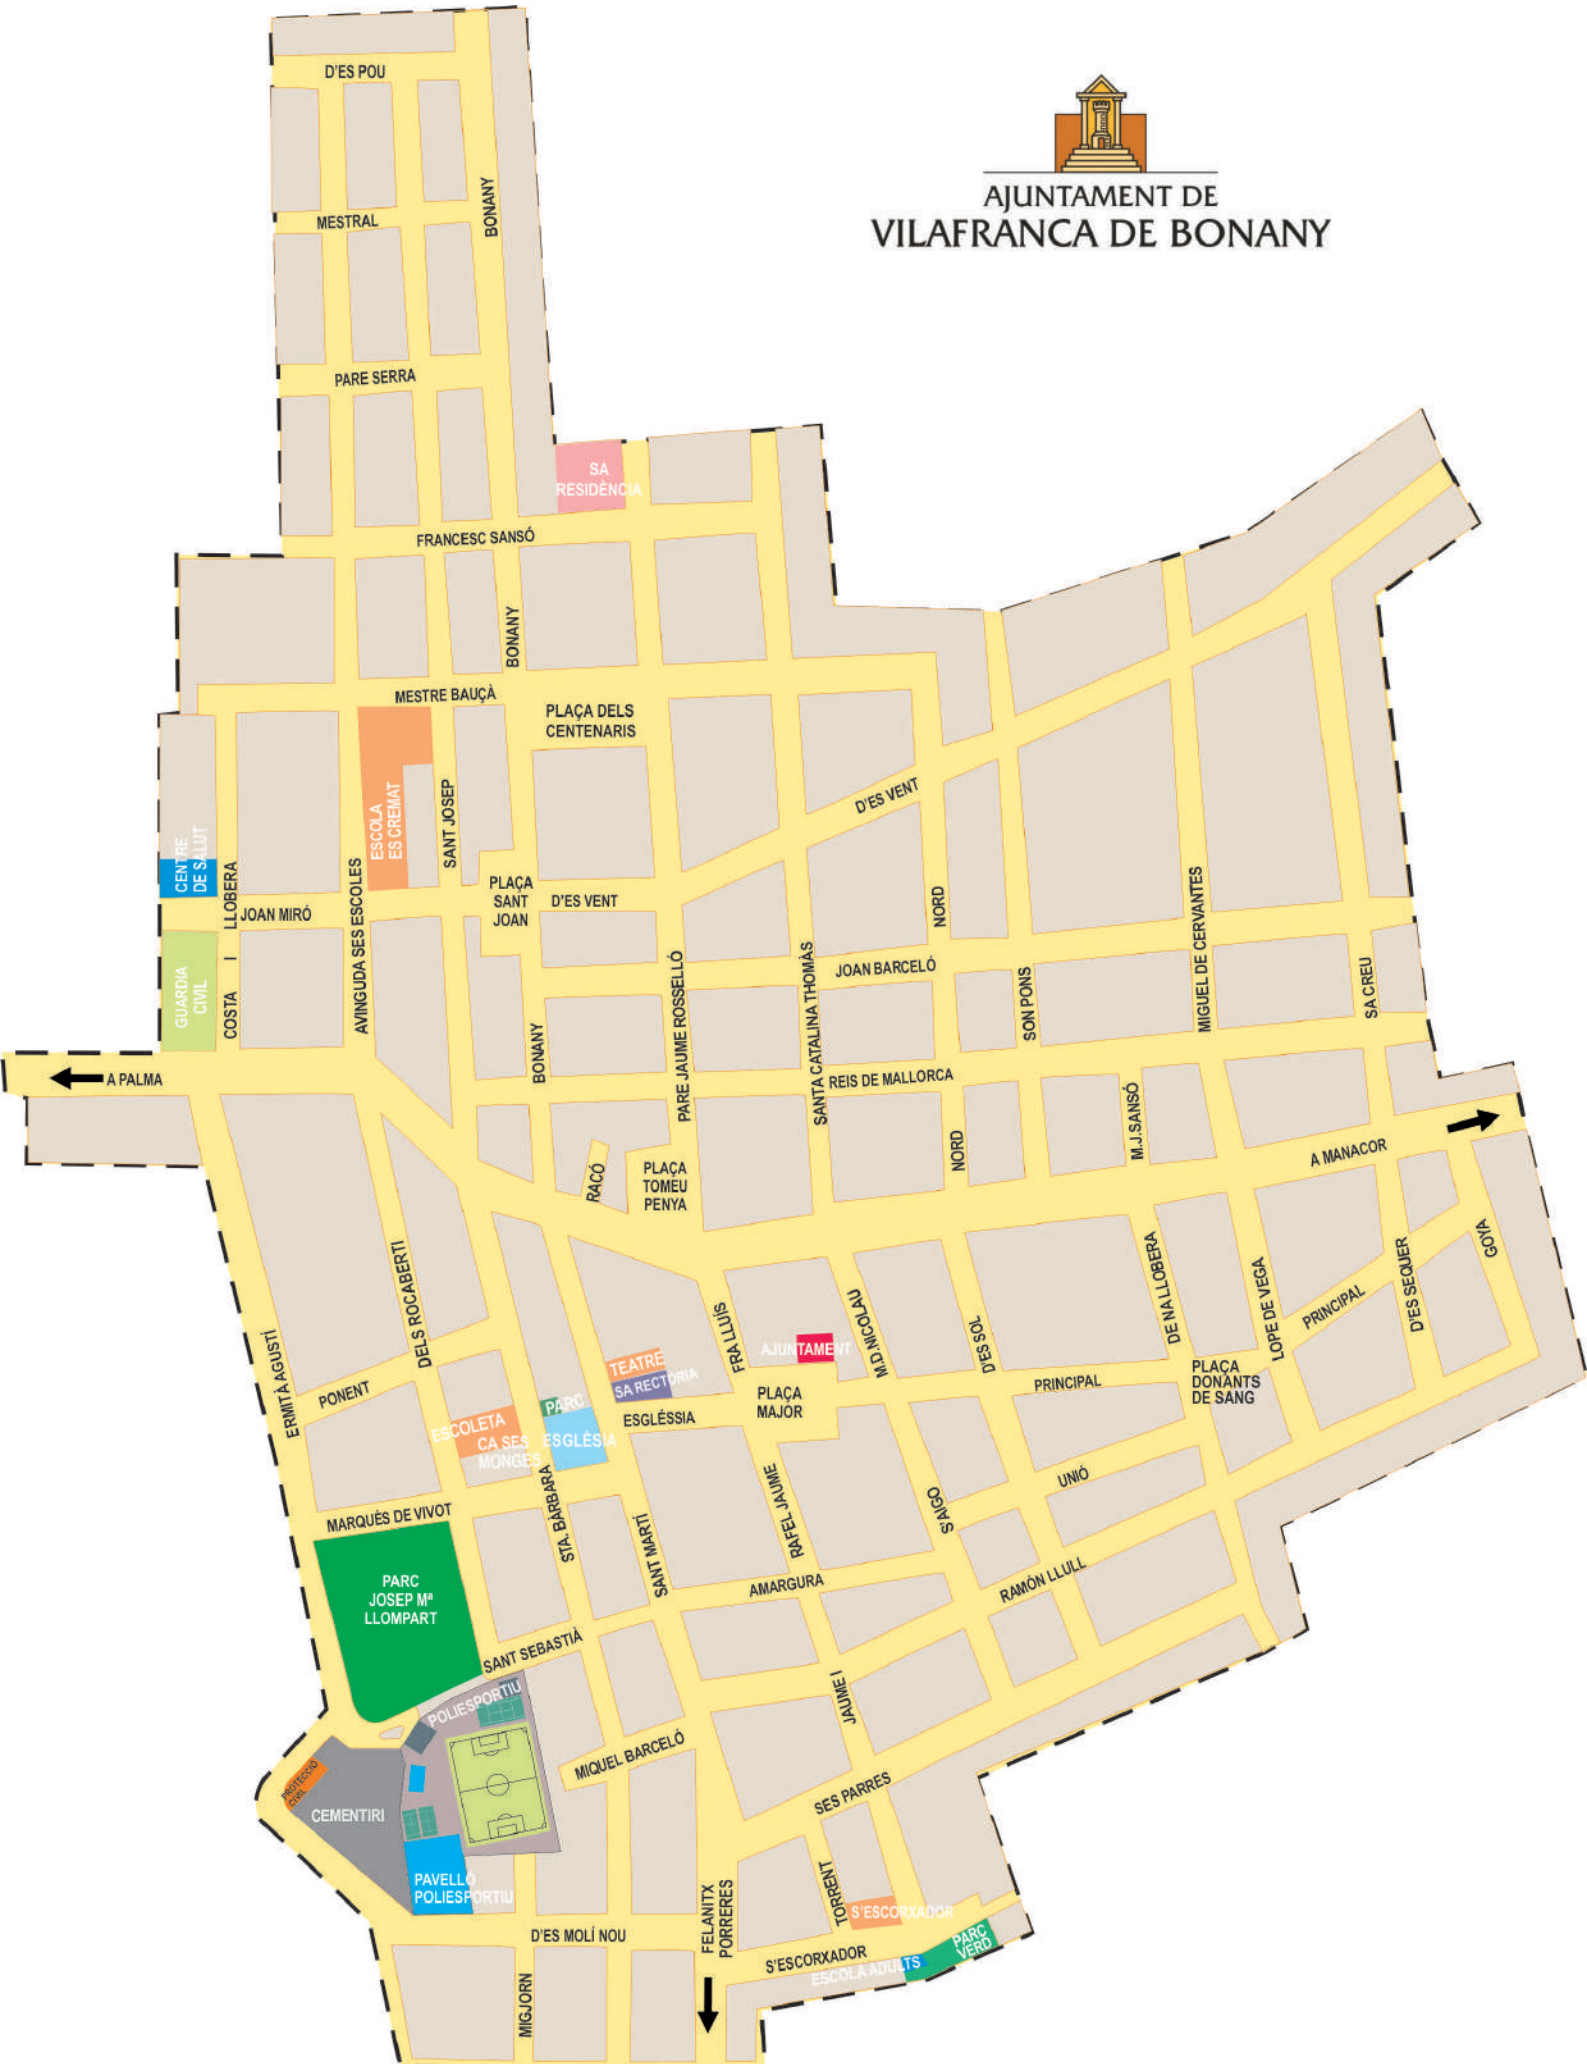 D'ES POU
BONANY
MESTRAL
AJUNTAMENT DE
VILAFRANCA DE BONANY
PARE SERRA
SA
RESIDÈNCIA
FRANCESC SANSÓ
BONANY
MESTRE BAUÇÀ
PLAÇA DELS
CENTENARIS
ESCOLA
ES CREMAT
SANT JOSEP
D'ES VENT
CENTRE
DE SALUT
COSTA I LLOBERA
JOAN MIRÓ
AVINGUDA SES ESCOLES
PLAÇA
SANT
JOAN
D'ES VENT
NORD
MIGUEL DE CERVANTES
GUARDIA
CIVIL
PARE JAUME ROSSELLÓ
SANTA CATALINA THOMÀS
JOAN BARCELÓ
SON PONS
SA CREU
BONANY
A PALMA
REIS DE MALLORCA
M.J.SANSÓ
NORD
A MANACOR
RACÓ
PLAÇA
TOMEU
PENYA
DELS ROCABERTI
ERMITÀ AGUSTÍ
PONENT
FRA LLUÍS
M.D.NICOLAU
D'ES SOL
DE NA LLOBERA
LOPE DE VEGA
PRINCIPAL
D'ES SEQUER
GOYA
AJUNTAMENT
TEATRE
SA RECTORIA
PLAÇA
MAJOR
PRINCIPAL
PLAÇA
DONANTS
DE SANG
PARC
ESGLÉSSIA
ESCOLETA
CA SES
MONGES
ESGLÉSIA
MARQUÈS DE VIVOT
STA. BÀRBARA
SANT MARTÍ
RAFEL JAUME
S'AIGO
UNIÓ
PARC
JOSEP Mª
LLOMPART
AMARGURA
RAMÓN LLULL
SANT SEBASTIÀ
POLIESPORTIU
JAUME I
MIQUEL BARCELÓ
PROTECCIÓ
CIVIL
CEMENTIRI
SES PARRES
PAVELLÓ
POLIESPORTIU
TORRENT
S'ESCORXADOR
D'ES MOLÍ NOU
FELANITX
PORRERES
PARC
VERD
S'ESCORXADOR
ESCOLA ADULTS
MIGJORN